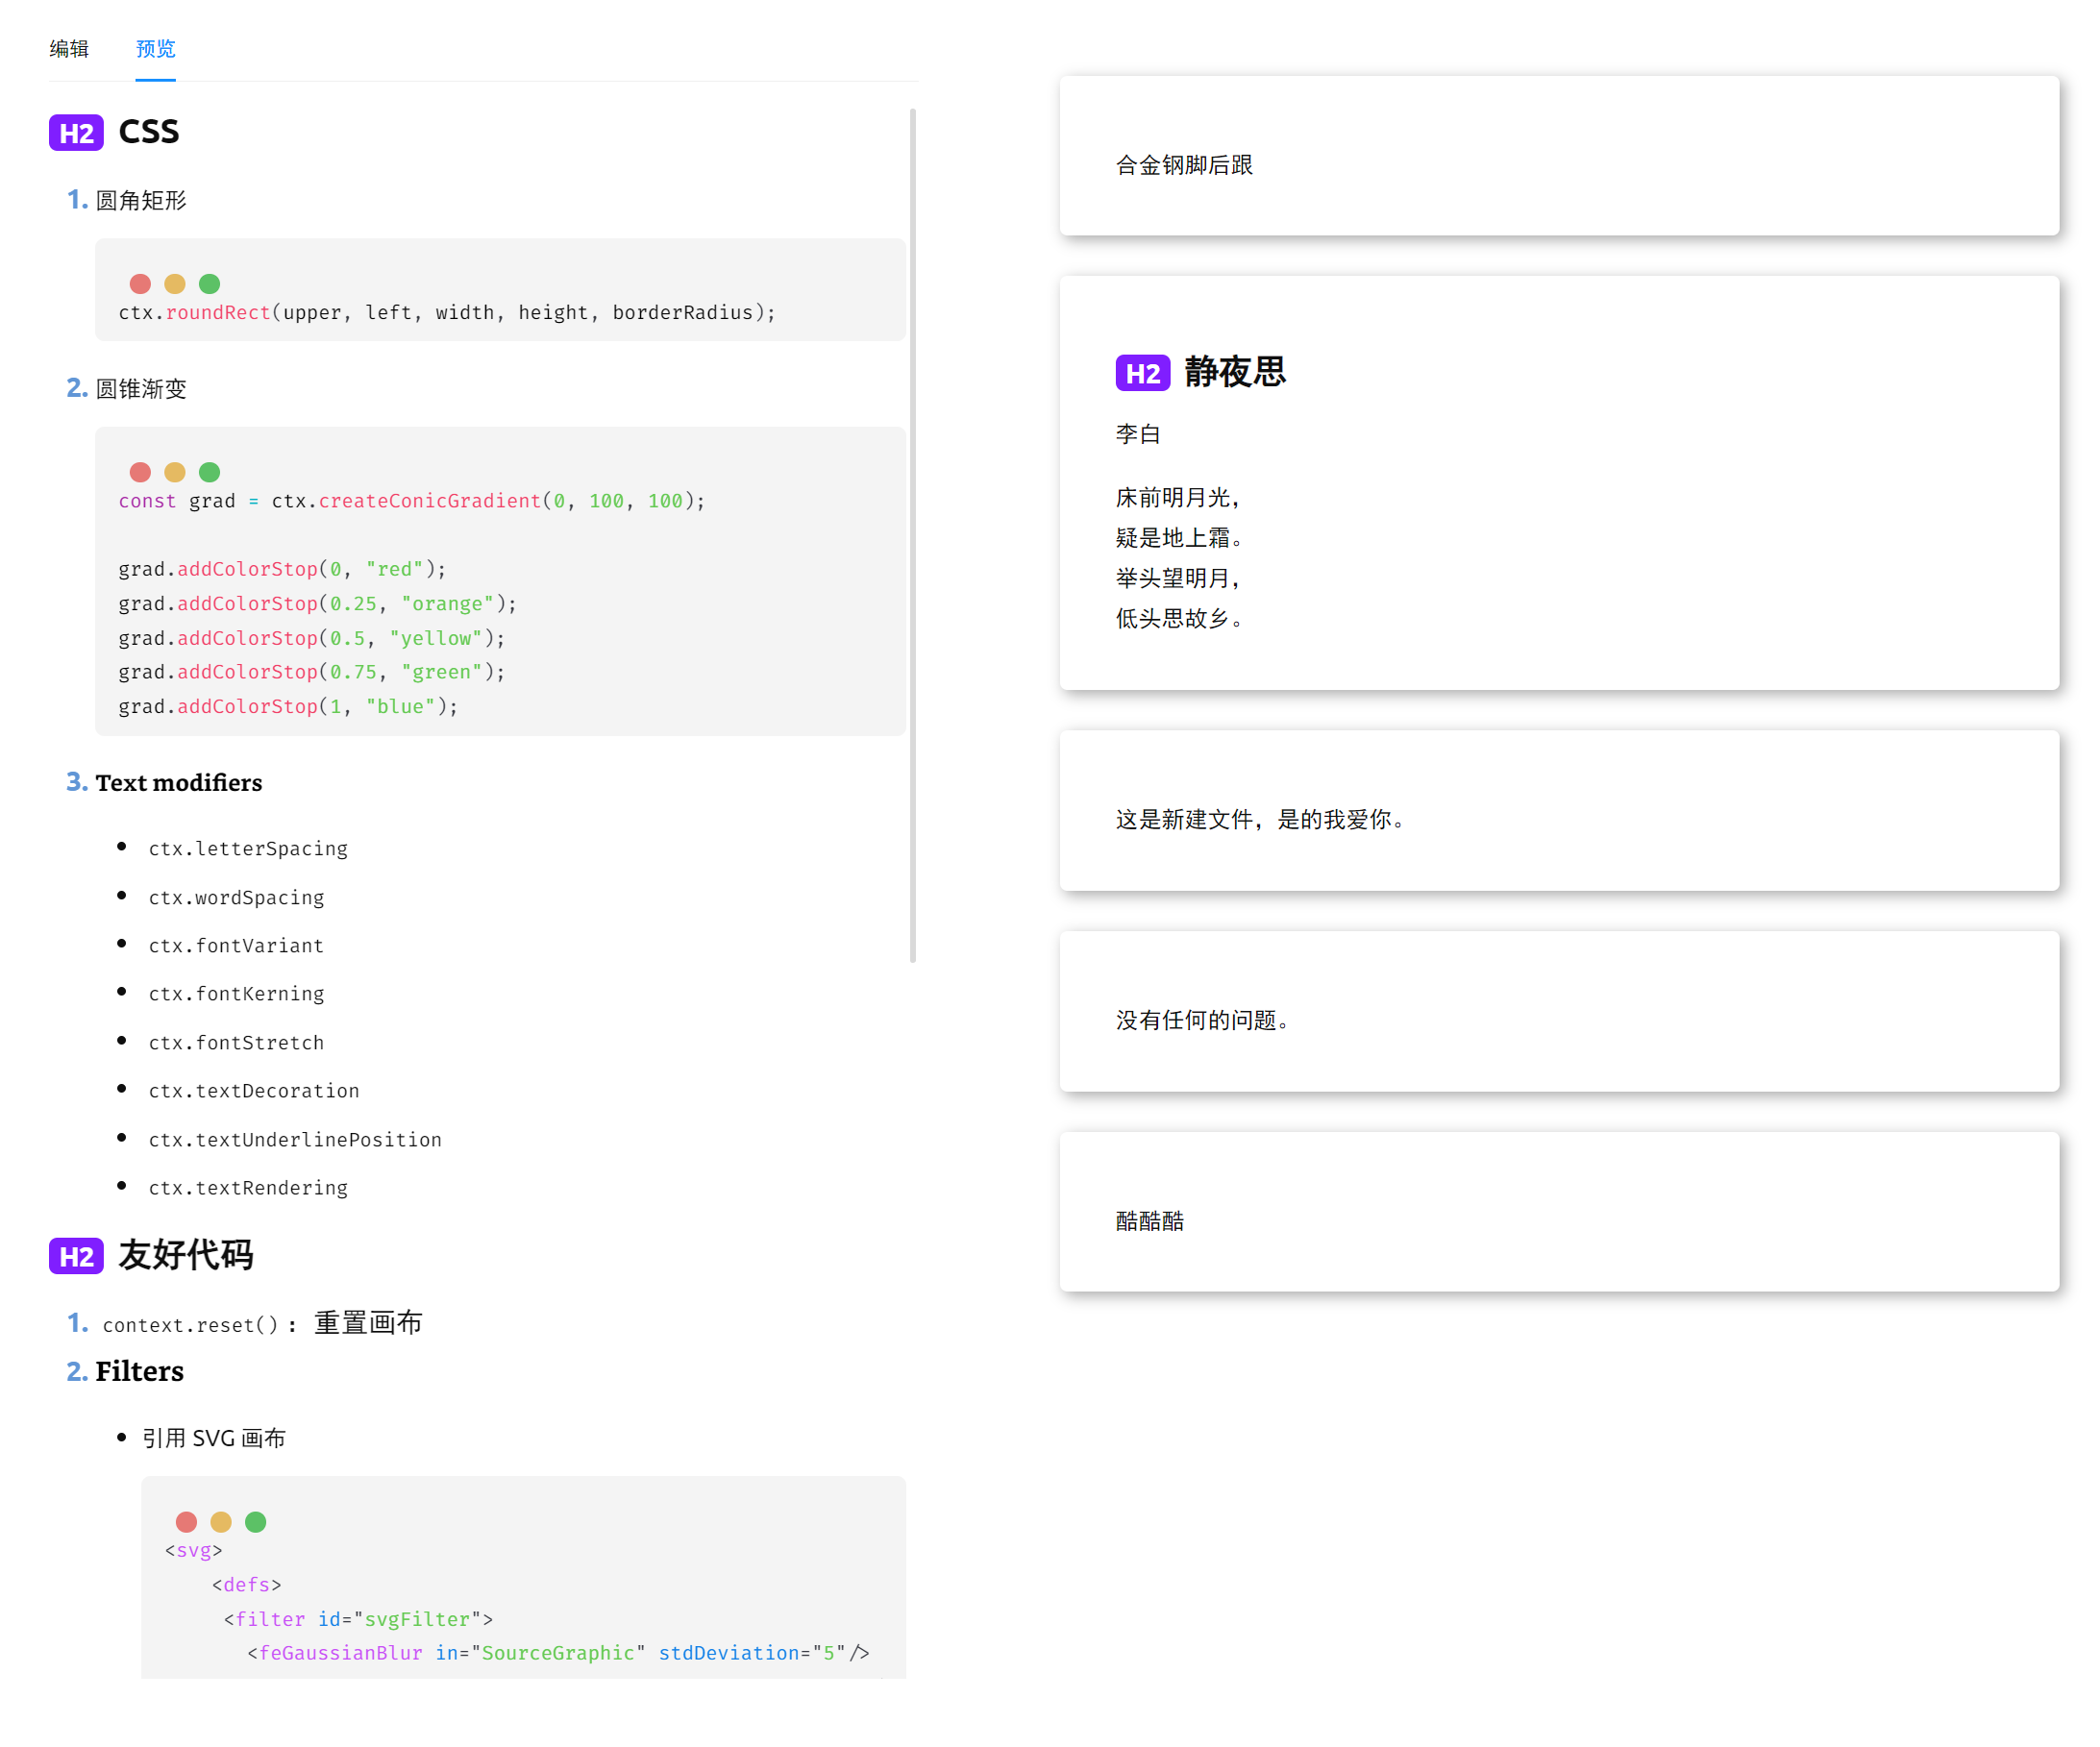 编辑 预览
H2 CSS
1. 圆角矩形
ctx.roundRect(upper, left, width, height, borderRadius);
2. 圆锥渐变
const grad = ctx.createConicGradient(0, 100, 100);
grad.addColorStop(0, "red");
grad.addColorStop(0.25, "orange");
grad.addColorStop(0.5, "yellow");
grad.addColorStop(0.75, "green");
grad.addColorStop(1, "blue");
3. Text modifiers
• ctx.letterSpacing
• ctx.wordSpacing
• ctx.fontVariant
• ctx.fontKerning
• ctx.fontStretch
• ctx.textDecoration
• ctx.textUnderlinePosition
• ctx.textRendering
H2 友好代码
1. context.reset() : 重置画布
2. Filters
• 引用 SVG 画布
<svg>
    <defs>
     <filter id="svgFilter">
       <feGaussianBlur in="SourceGraphic" stdDeviation="5"/>
合金钢脚后跟
H2 静夜思
李白
床前明月光，
疑是地上霜。
举头望明月，
低头思故乡。
这是新建文件，是的我爱你。
没有任何的问题。
酷酷酷